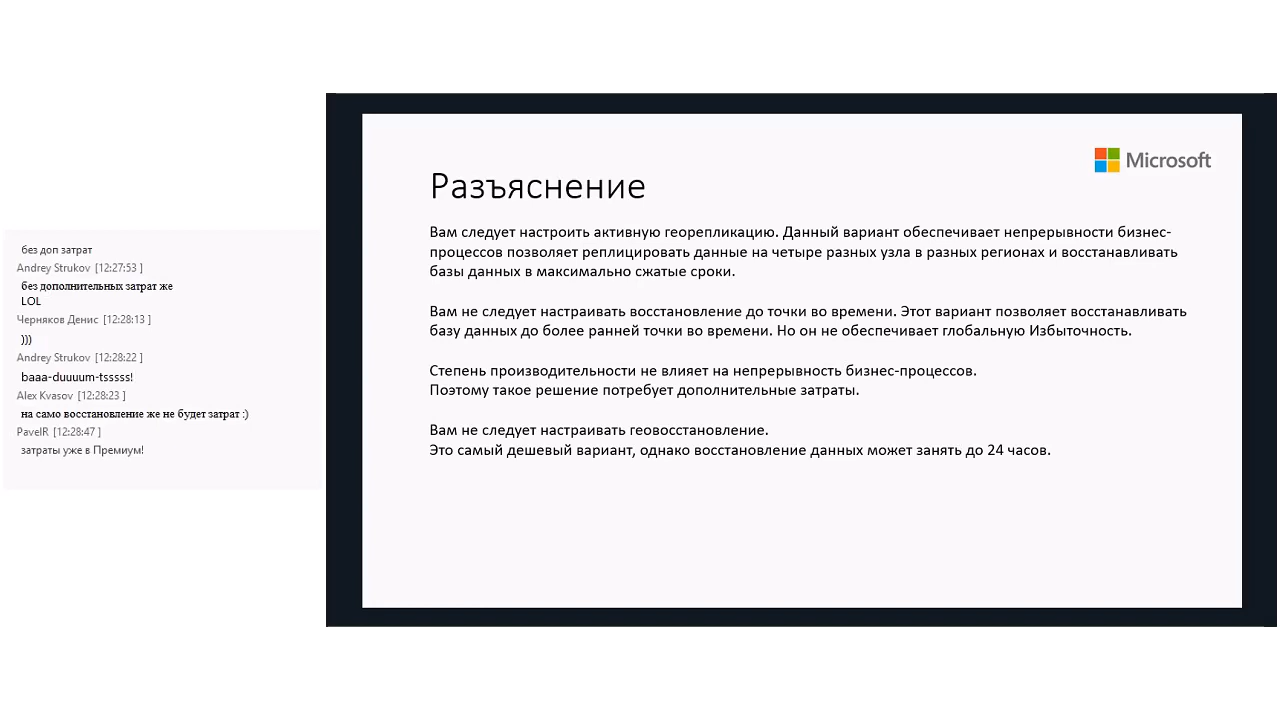 без доп затрат
Andrey Strukov [12:27:53 ]
без дополнительных затрат же
LOL
Черняков Денис [12:28:13 ]
)))
Andrey Strukov [12:28:22 ]
baaa-duuuum-tsssss!
Alex Kvasov [12:28:23 ]
на само восстановление же не будет затрат :)
PavelR [12:28:47 ]
затраты уже в Премиум!
Microsoft
Разъяснение
Вам следует настроить активную георепликацию. Данный вариант обеспечивает непрерывности бизнес-
процессов позволяет реплицировать данные на четыре разных узла в разных регионах и восстанавливать
базы данных в максимально сжатые сроки.
Вам не следует настраивать восстановление до точки во времени. Этот вариант позволяет восстанавливать
базу данных до более ранней точки во времени. Но он не обеспечивает глобальную Избыточность.
Степень производительности не влияет на непрерывность бизнес-процессов.
Поэтому такое решение потребует дополнительные затраты.
Вам не следует настраивать геовосстановление.
Это самый дешевый вариант, однако восстановление данных может занять до 24 часов.